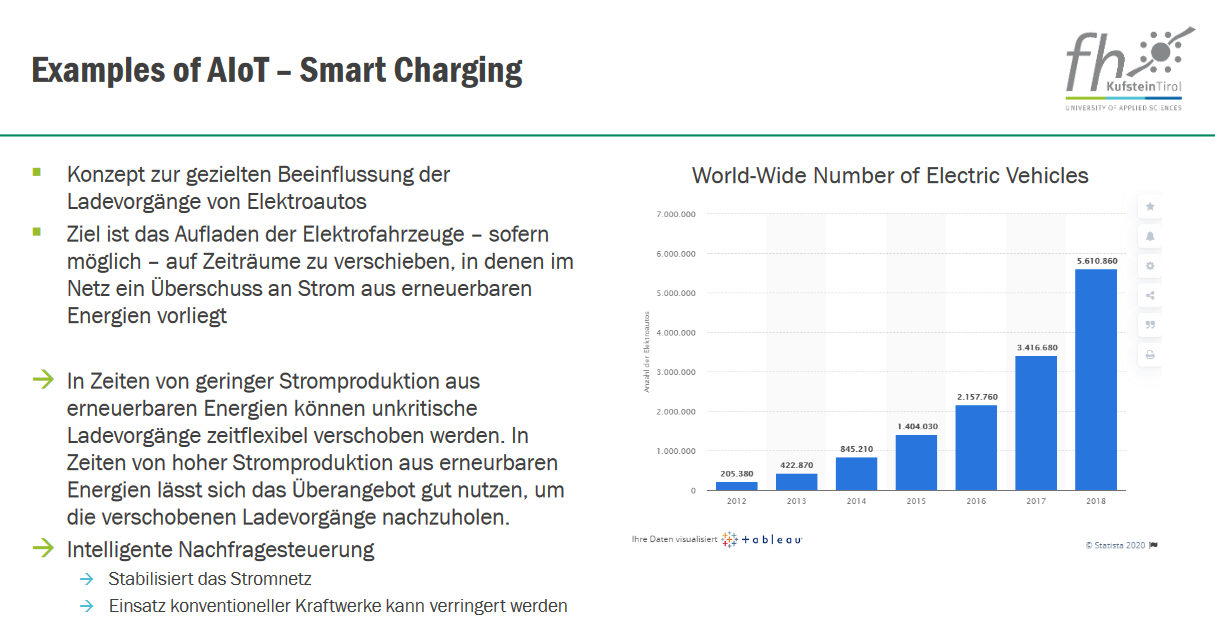 Examples of AIoT – Smart Charging
fh
KufsteinTirol
UNIVERSITY OF APPLIED SCIENCES
Konzept zur gezielten Beeinflussung der
Ladevorgänge von Elektroautos
Ziel ist das Aufladen der Elektrofahrzeuge – sofern
möglich – auf Zeiträume zu verschieben, in denen im
Netz ein Überschuss an Strom aus erneuerbaren
Energien vorliegt
In Zeiten von geringer Stromproduktion aus
erneuerbaren Energien können unkritische
Ladevorgänge zeitflexibel verschoben werden. In
Zeiten von hoher Stromproduktion aus erneurbaren
Energien lässt sich das Überangebot gut nutzen, um
die verschobenen Ladevorgänge nachzuholen.
Intelligente Nachfragesteuerung
Stabilisiert das Stromnetz
Einsatz konventioneller Kraftwerke kann verringert werden
World-Wide Number of Electric Vehicles
Anzahl der Elektroautos
7.000.000
6.000.000
5.000.000
4.000.000
3.000.000
2.000.000
1.000.000
0
205.380
422.870
845.210
1.404.030
2.157.760
3.416.680
5.610.860
2012 2013 2014 2015 2016 2017 2018
Ihre Daten visualisiert +ableau
© Statista 2020